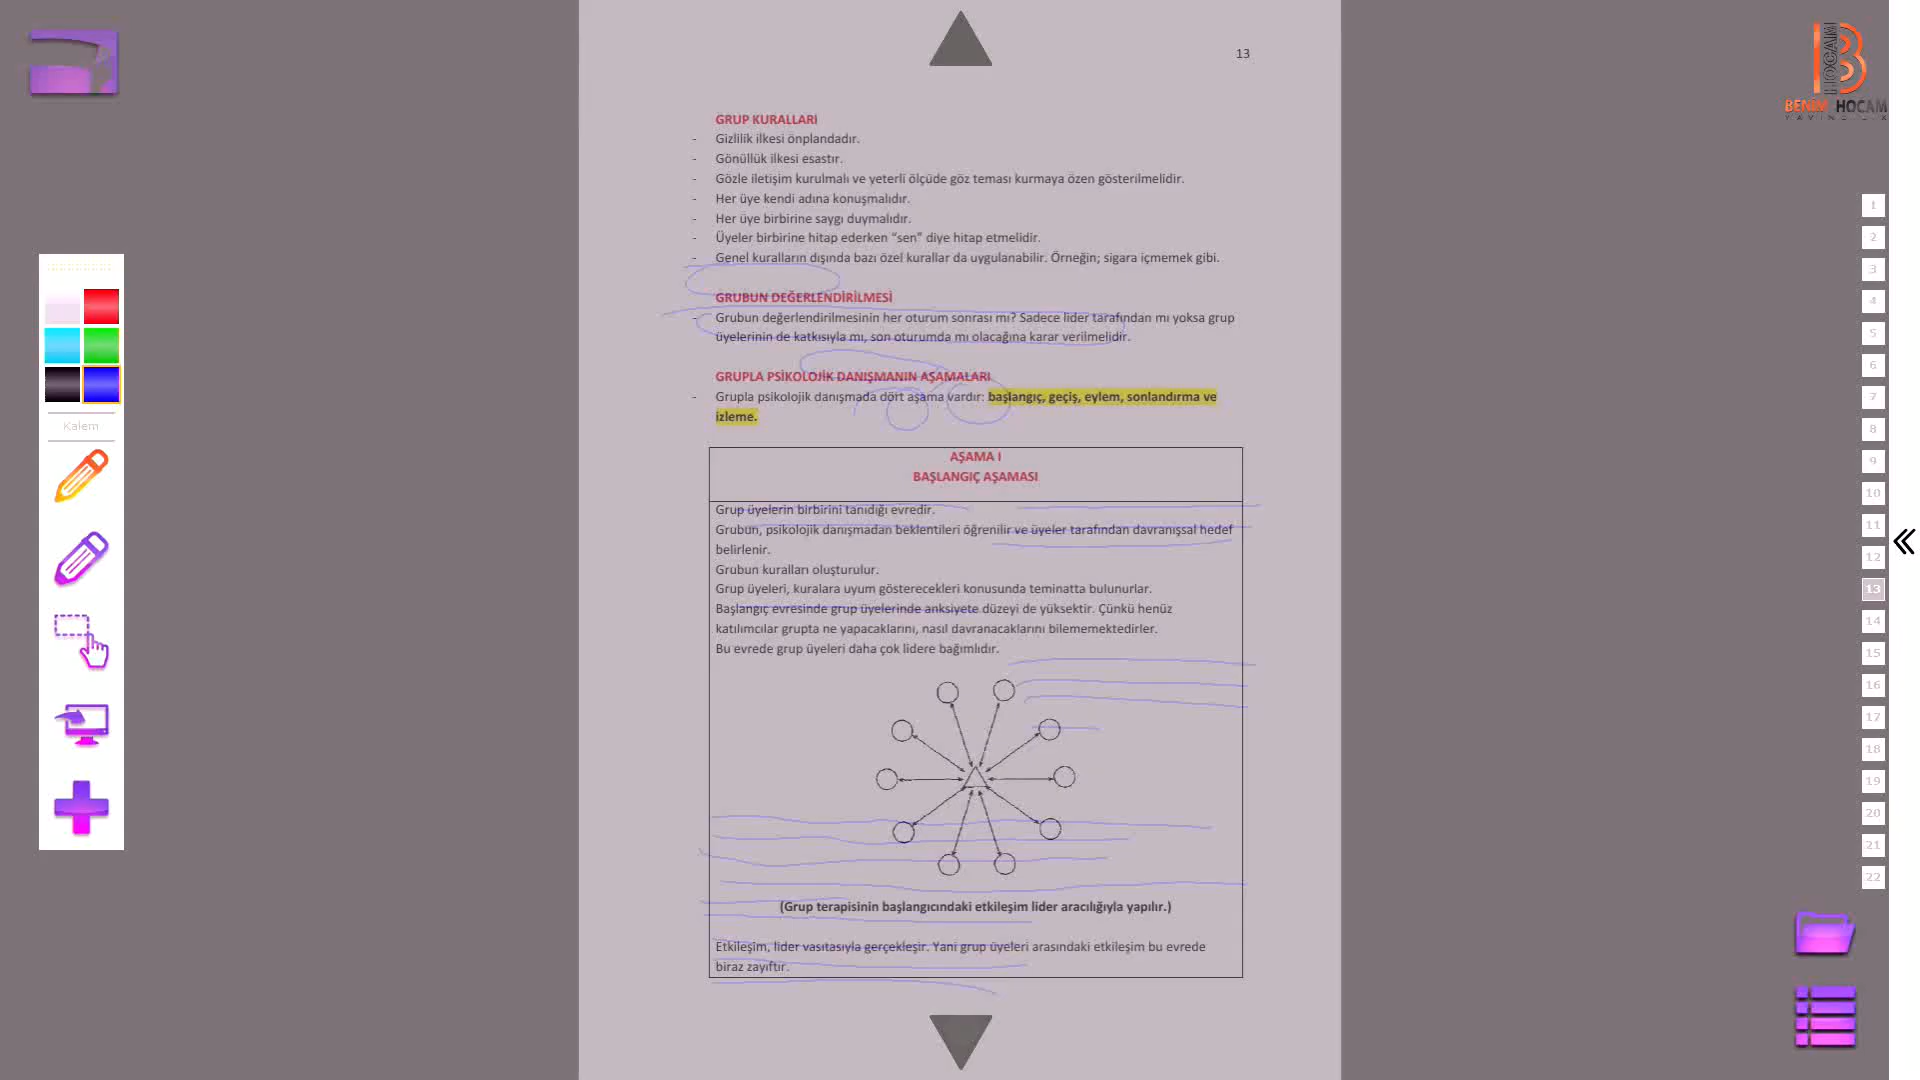 13
BENİM HOCAM
YAYINCILIK
GRUP KURALLARI
- Gizlilik ilkesi önplandadır.
- Gönüllük ilkesi esastır.
- Gözle iletişim kurulmalı ve yeterli ölçüde göz teması kurmaya özen gösterilmelidir.
- Her üye kendi adına konuşmalıdır.
- Her üye birbirine saygı duymalıdır.
- Üyeler birbirine hitap ederken “sen” diye hitap etmelidir.
- Genel kuralların dışında bazı özel kurallar da uygulanabilir. Örneğin; sigara içmemek gibi.
GRUBUN DEĞERLENDİRİLMESİ
- Grubun değerlendirilmesinin her oturum sonrası mı? Sadece lider tarafından mı yoksa grup
üyelerinin de katkısıyla mı, son oturumda mı olacağına karar verilmelidir.
GRUPLA PSİKOLOJİK DANIŞMANIN AŞAMALARI
- Grupla psikolojik danışmada dört aşama vardır: başlangıç, geçiş, eylem, sonlandırma ve
izleme.
AŞAMA I
BAŞLANGIÇ AŞAMASI
Grup üyelerin birbirini tanıdığı evredir.
Grubun, psikolojik danışmadan beklentileri öğrenilir ve üyeler tarafından davranışsal hedef
belirlenir.
Grubun kuralları oluşturulur.
Grup üyeleri, kuralara uyum gösterecekleri konusunda teminatta bulunurlar.
Başlangıç evresinde grup üyelerinde anksiyete düzeyi de yüksektir. Çünkü henüz
katılımcılar grupta ne yapacaklarını, nasıl davranacaklarını bilememektedirler.
Bu evrede grup üyeleri daha çok lidere bağımlıdır.
(Grup terapisinin başlangıcındaki etkileşim lider aracılığıyla yapılır.)
Etkileşim, lider vasıtasıyla gerçekleşir. Yani grup üyeleri arasındaki etkileşim bu evrede
biraz zayıftır.
Kalem
1
2
3
4
5
6
7
8
9
10
11
12
13
14
15
16
17
18
19
20
21
22